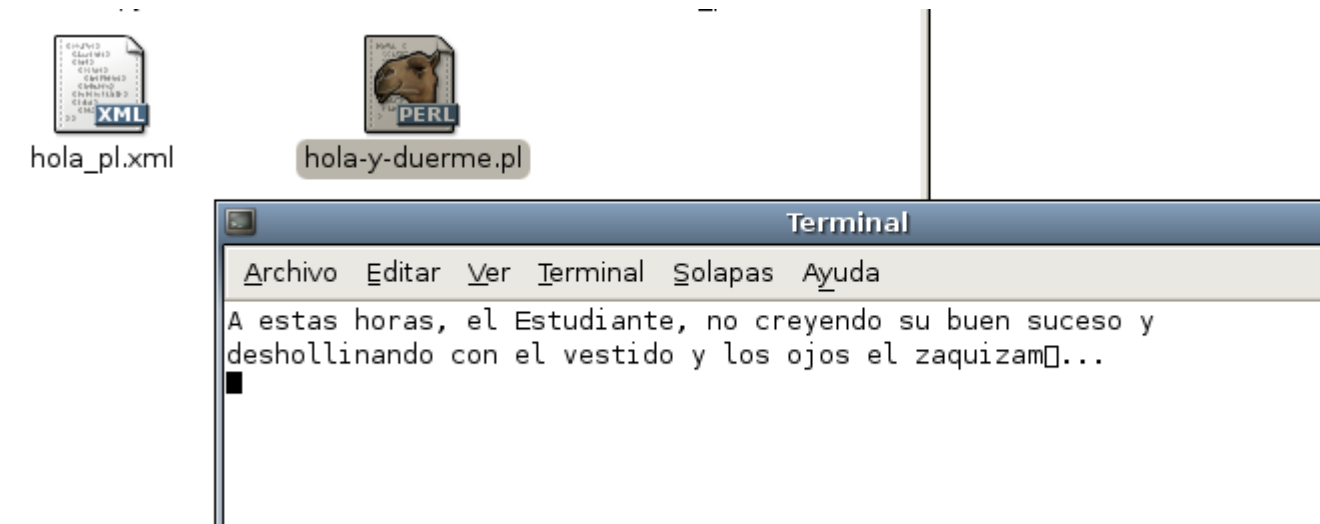 XML
PERL
hola_pl.xml
hola-y-duerme.pl
Terminal
Archivo Editar Ver Terminal Solapas Ayuda
A estas horas, el Estudiante, no creyendo su buen suceso y
deshollinando con el vestido y los ojos el zaquizam▯...